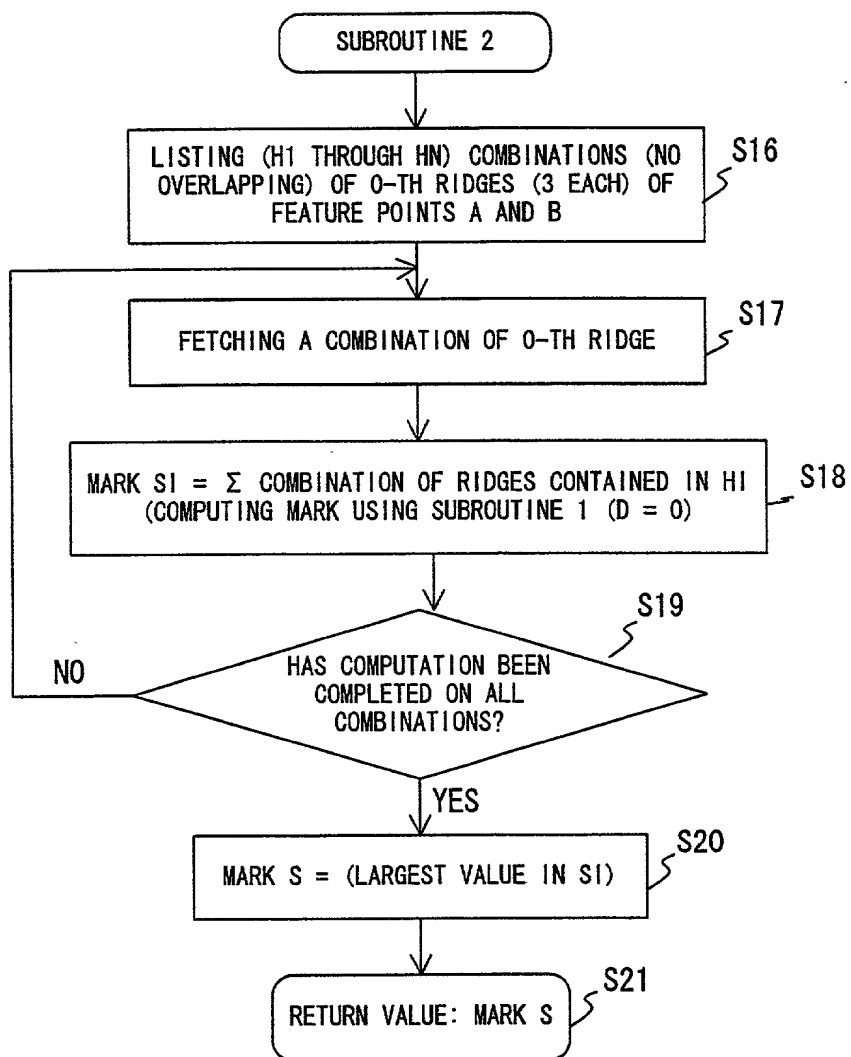 SUBROUTINE 2
LISTING (H1 THROUGH HN) COMBINATIONS (NO
OVERLAPPING) OF 0-TH RIDGES (3 EACH) OF
FEATURE POINTS A AND B
S16
FETCHING A COMBINATION OF 0-TH RIDGE
S17
MARK SI = Σ COMBINATION OF RIDGES CONTAINED IN HI
(COMPUTING MARK USING SUBROUTINE 1 (D = 0)
S18
HAS COMPUTATION BEEN
COMPLETED ON ALL
COMBINATIONS?
S19
NO
YES
MARK S = (LARGEST VALUE IN SI)
S20
RETURN VALUE: MARK S
S21